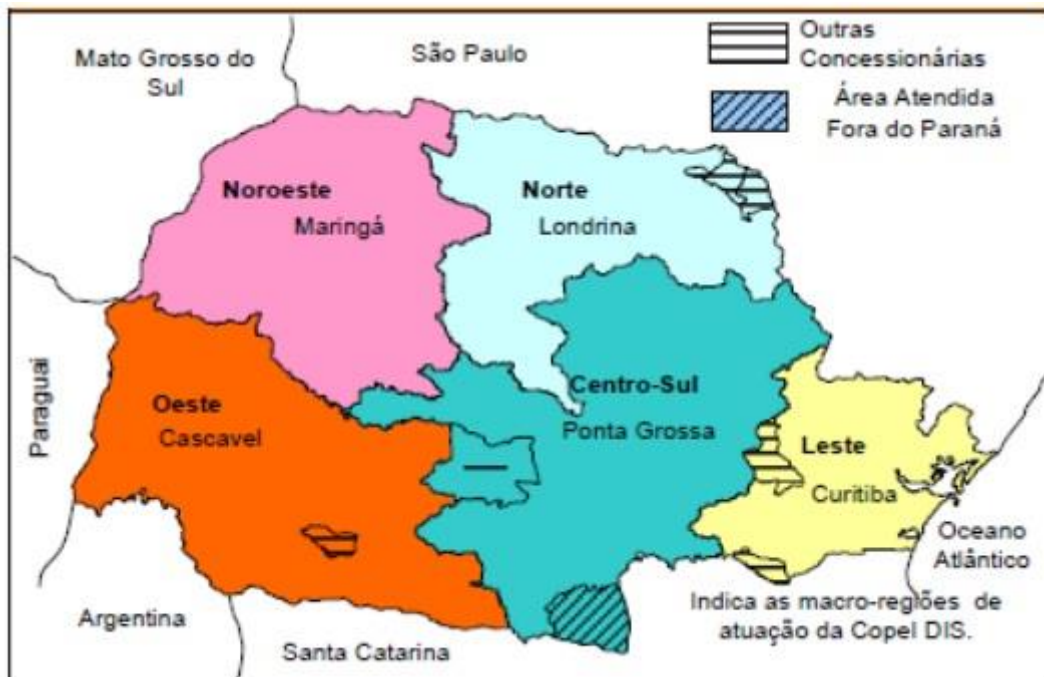 Mato Grosso do
Sul
São Paulo
Outras
Concessionárias
Área Atendida
Fora do Paraná
Noroeste
Maringá
Norte
Londrina
Paraguai
Oeste
Cascavel
Centro-Sul
Ponta Grossa
Leste
Curitiba
Oceano
Atlântico
Argentina
Santa Catarina
Indica as macro-regiões de
atuação da Copel DIS.